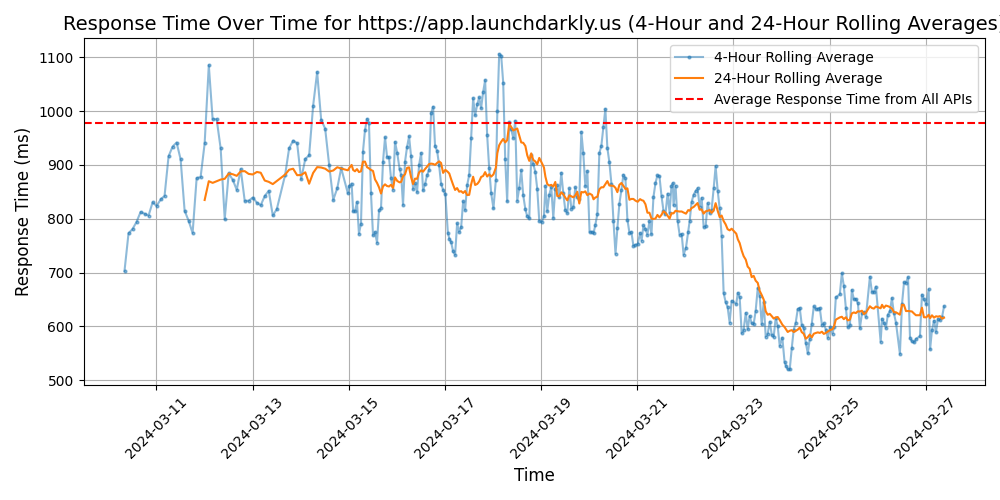 Response Time Over Time for https://app.launchdarkly.us (4-Hour and 24-Hour Rolling Averages)
4-Hour Rolling Average
24-Hour Rolling Average
Average Response Time from All APIs
Response Time (ms)
1100
1000
900
800
700
600
500
2024-03-11
2024-03-13
2024-03-15
2024-03-17
2024-03-19
2024-03-21
2024-03-23
2024-03-25
2024-03-27
Time